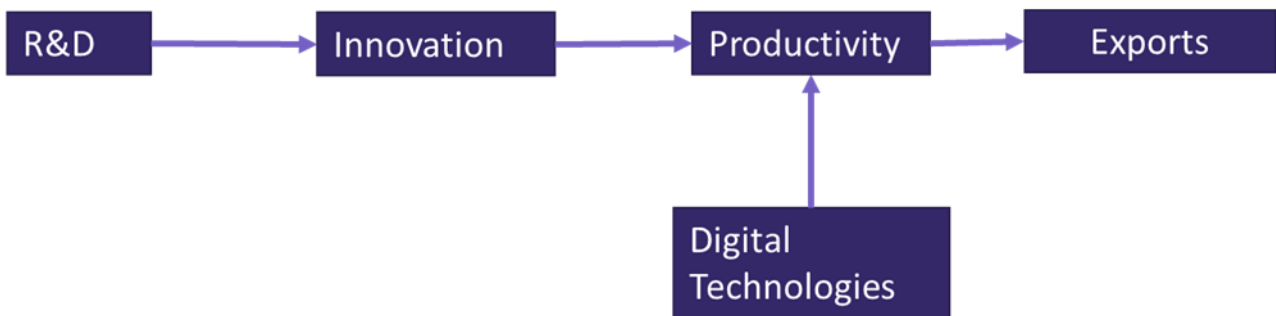 R&D
Innovation
Productivity
Exports
Digital
Technologies